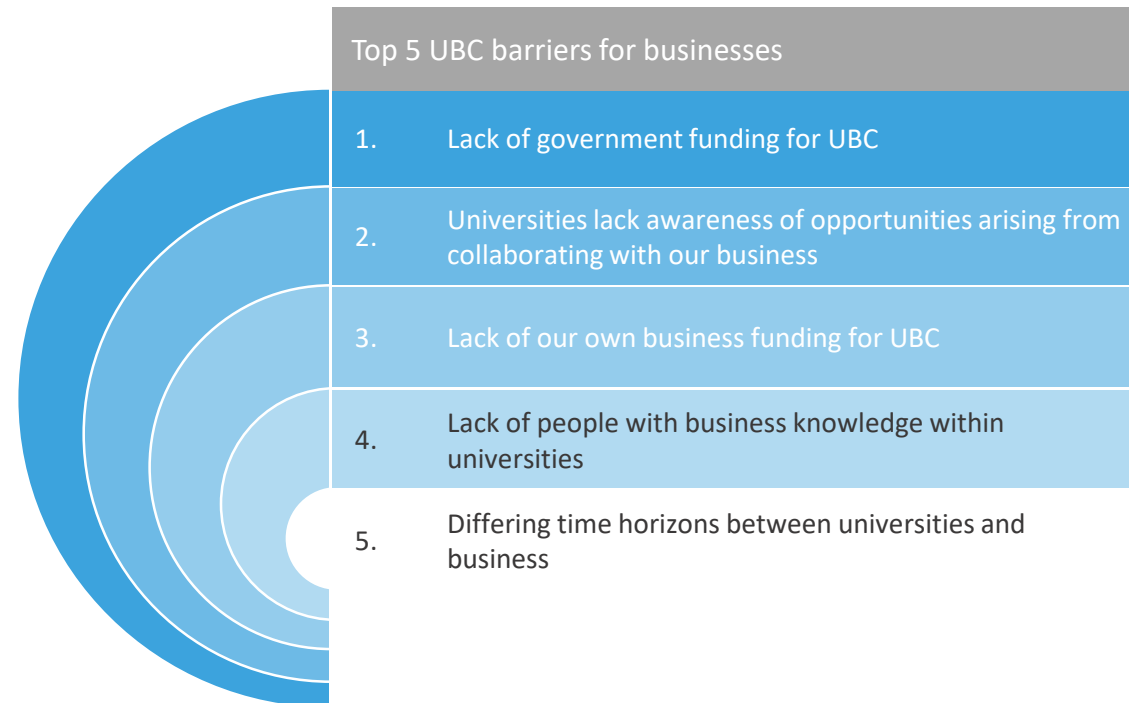 Top 5 UBC barriers for businesses
1. Lack of government funding for UBC
2. Universities lack awareness of opportunities arising from
collaborating with our business
3. Lack of our own business funding for UBC
4. Lack of people with business knowledge within
universities
5. Differing time horizons between universities and
business